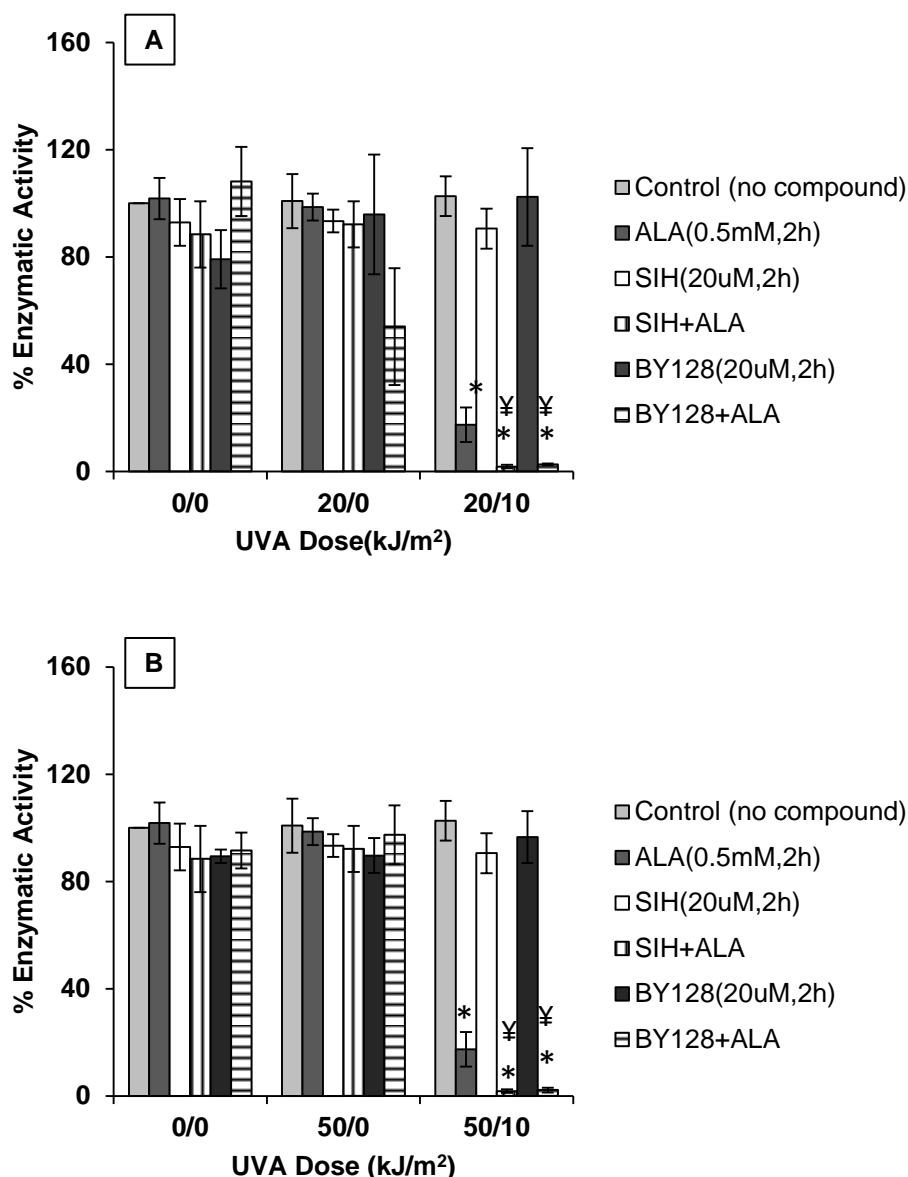 A
160
120
80
40
0
% Enzymatic Activity
*
¥ ¥
* *
0/0 20/0 20/10
UVA Dose(kJ/m²)
Control (no compound)
ALA(0.5mM,2h)
SIH(20uM,2h)
SIH+ALA
BY128(20uM,2h)
BY128+ALA
B
160
120
80
40
0
% Enzymatic Activity
¥
¥
*
*
*
0/0 50/0 50/10
UVA Dose (kJ/m²)
Control (no compound)
ALA(0.5mM,2h)
SIH(20uM,2h)
SIH+ALA
BY128(20uM,2h)
BY128+ALA